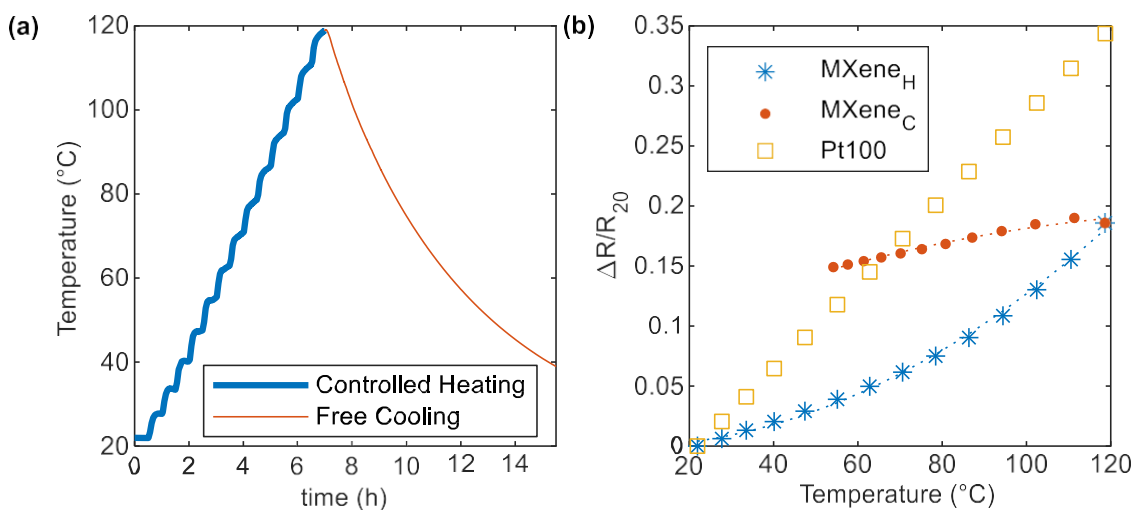 (a)
120
100
80
60
40
20
Temperature (°C)
0 2 4 6 8 10 12 14
time (h)
Controlled Heating
Free Cooling
(b)
0.35
0.3
0.25
0.2
0.15
0.1
0.05
0
ΔR/R20
20 40 60 80 100 120
Temperature (°C)
MXeneH
MXeneC
Pt100